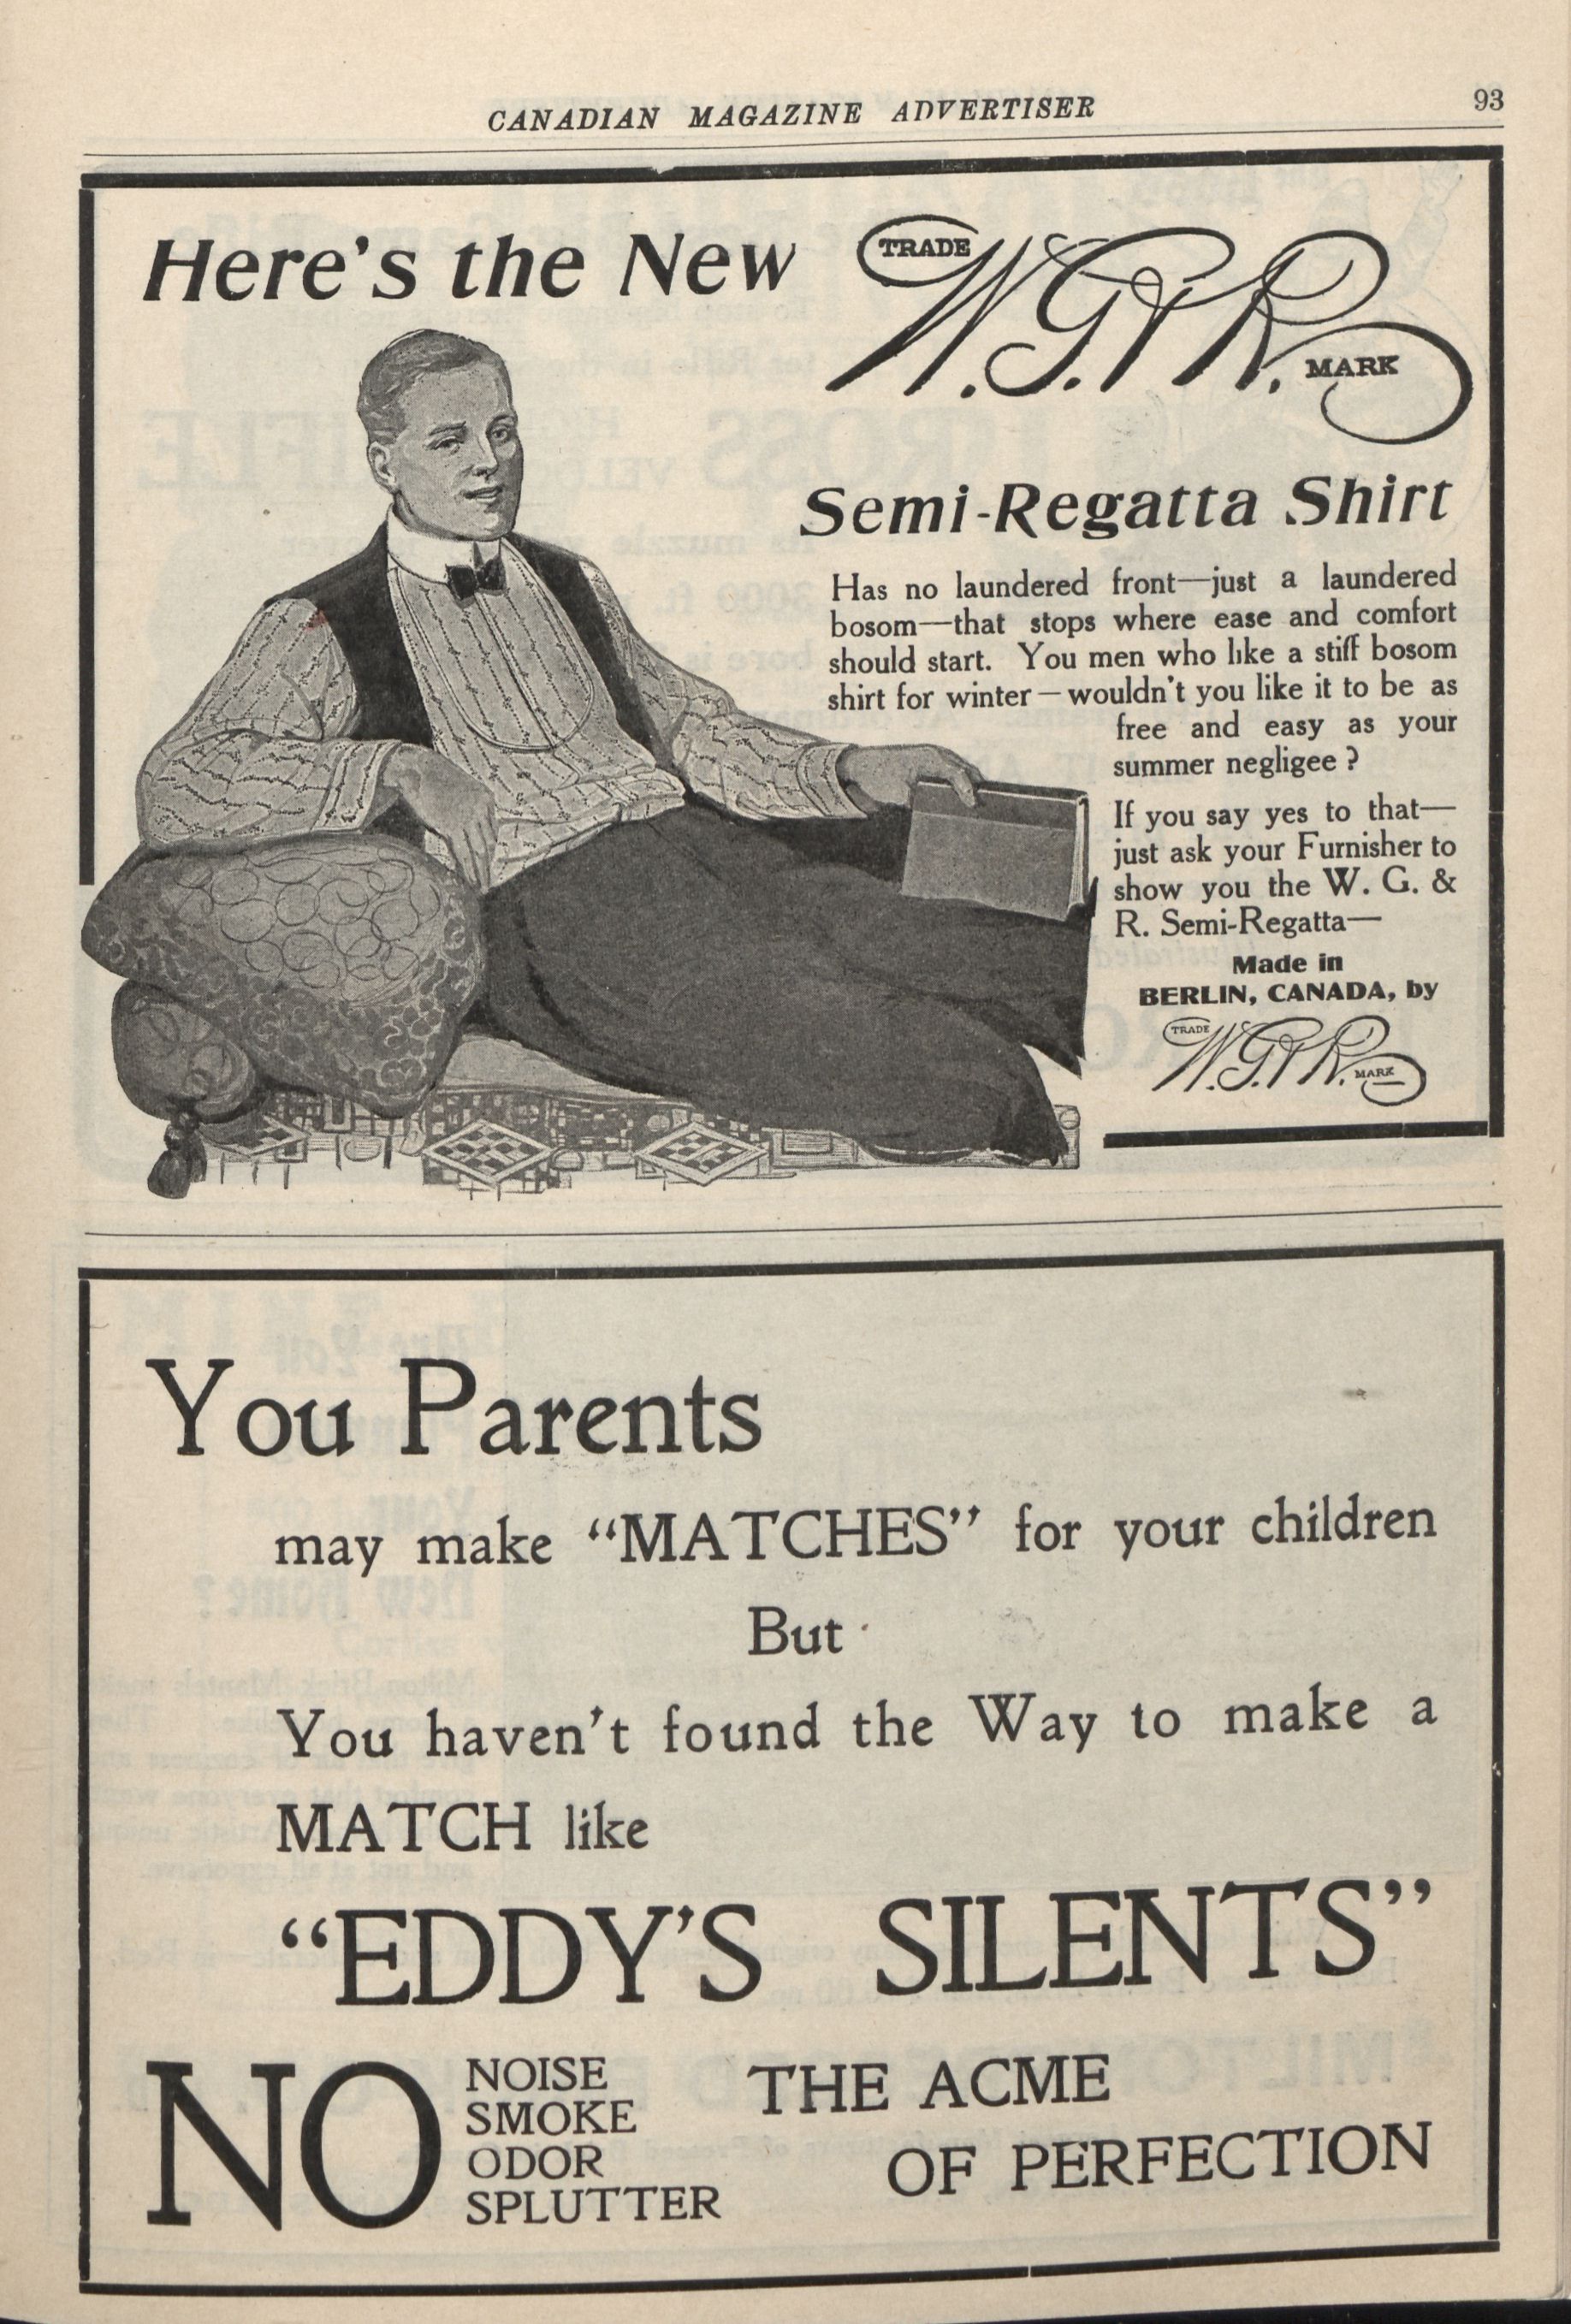 CANADIAN MAGAZINE ADVERTISER
93
Here's the New
TRADE
W.G.&R.
MARK
Semi-Regatta Shirt
Has no laundered front—just a laundered
bosom—that stops where ease and comfort
should start. You men who like a stiff bosom
shirt for winter—wouldn't you like it to be as
free and easy as your
summer negligee?
If you say yes to that—
just ask your Furnisher to
show you the W. G. &
R. Semi-Regatta—
Made in
BERLIN, CANADA, by
TRADE
W.G.&R.
MARK
You Parents
may make "MATCHES" for your children
But
You haven't found the Way to make a
MATCH like
"EDDY'S SILENTS"
NO
NOISE
SMOKE
ODOR
SPLUTTER
THE ACME
OF PERFECTION